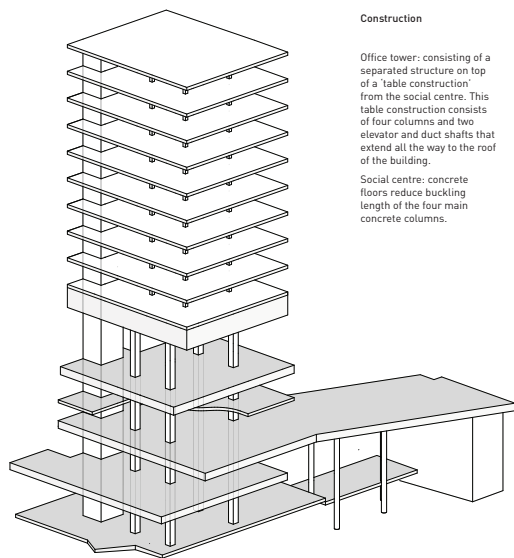 Construction
Office tower: consisting of a
separated structure on top
of a 'table construction'
from the social centre. This
table construction consists
of four columns and two
elevator and duct shafts that
extend all the way to the roof
of the building.
Social centre: concrete
floors reduce buckling
length of the four main
concrete columns.